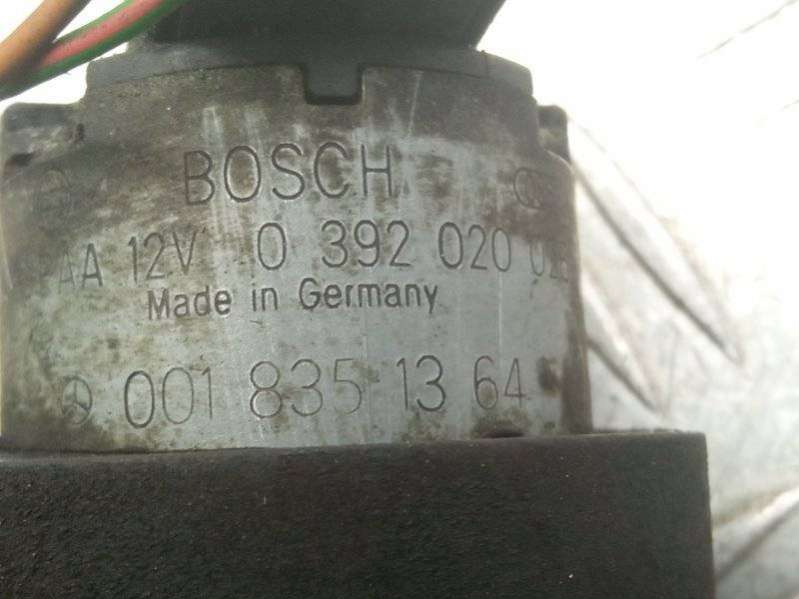 BOSCH
AA 12V 0 392 020
Made in Germany
001 835 13 64